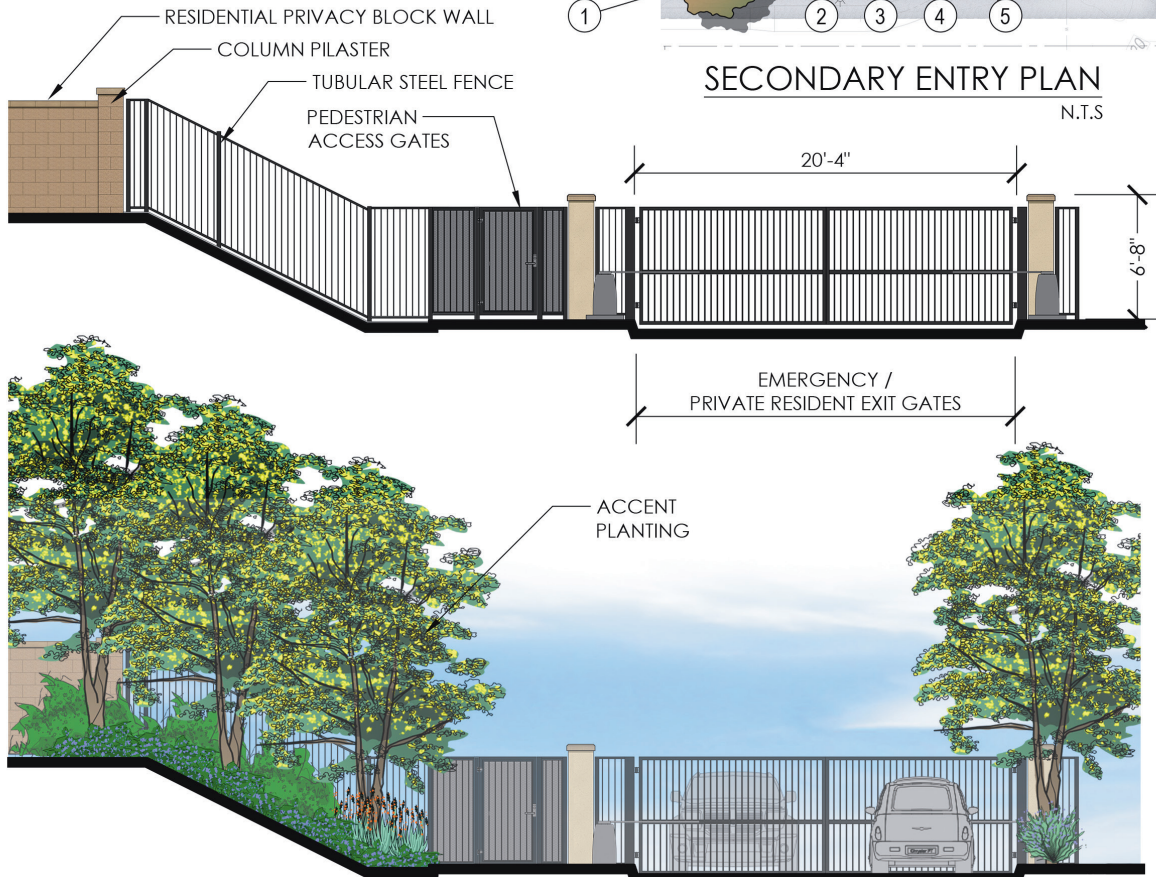 RESIDENTIAL PRIVACY BLOCK WALL
COLUMN PILASTER
TUBULAR STEEL FENCE
PEDESTRIAN
ACCESS GATES
1
2
3
4
5
20
SECONDARY ENTRY PLAN
N.T.S
20'-4"
6'-8"
EMERGENCY /
PRIVATE RESIDENT EXIT GATES
ACCENT
PLANTING